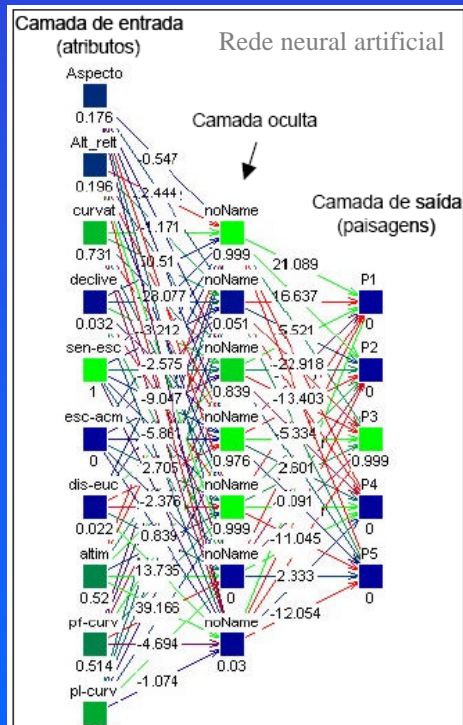 Camada de entrada
(atributos)
Rede neural artificial
Aspecto
0.176
Alt_relt
0.196
curvat
0.731
declive
0.032
sen-esc
1
esc-acm
0
dis-euc
0.022
altim
0.52
pf-curv
0.514
pl-curv
-0.547
2.444
-1.171
50.51
-28.077
-3.212
-2.575
-9.047
-5.861
2.705
-2.376
0.839
13.735
39.166
-4.694
-1.074
Camada oculta
noName
0.999
noName
0.051
noName
0.839
noName
0.976
noName
0.999
noName
0
noName
0.03
21.089
16.637
5.521
-22.918
-13.403
-5.334
2.601
-0.091
-11.045
2.333
-12.054
Camada de saída
(paisagens)
P1
0
P2
0
P3
0.999
P4
0
P5
0